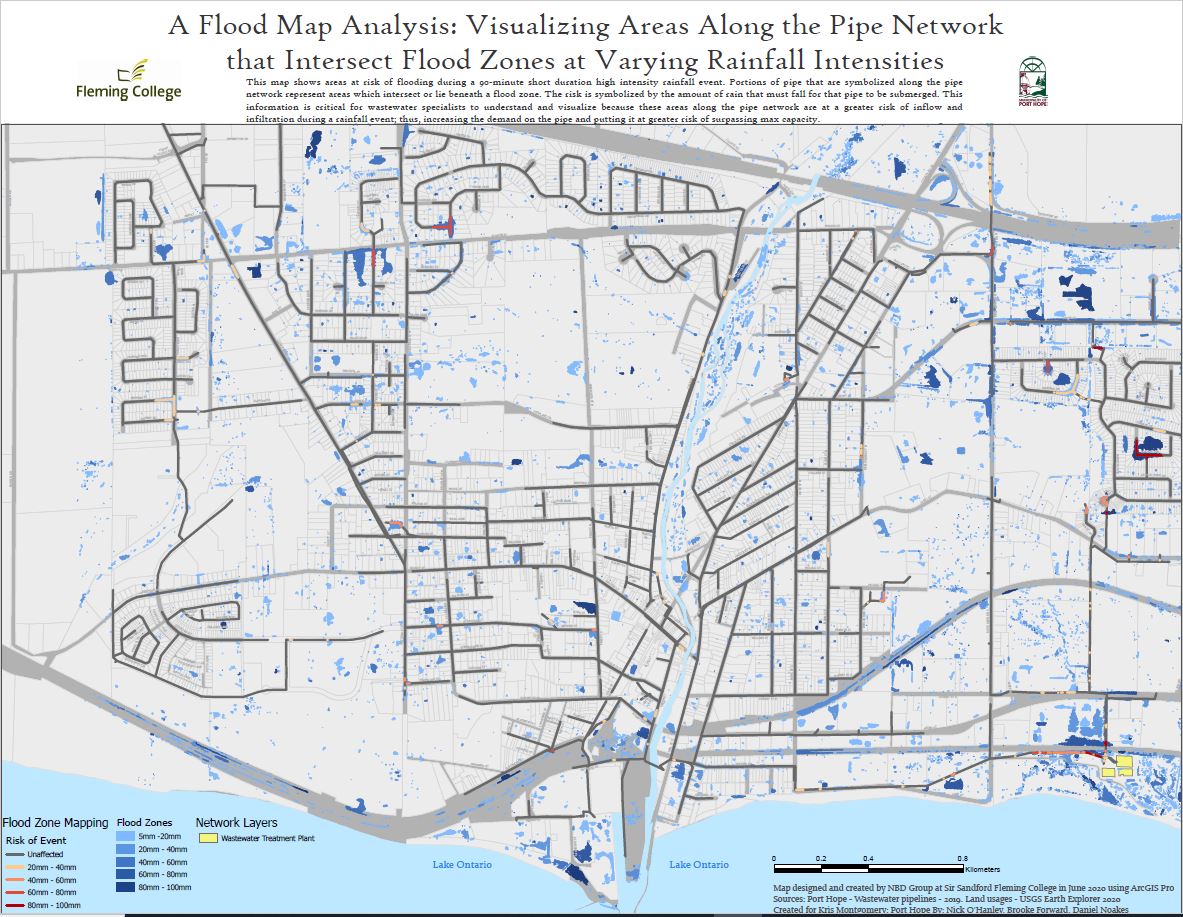 A Flood Map Analysis: Visualizing Areas Along the Pipe Network
that Intersect Flood Zones at Varying Rainfall Intensities
This map shows areas at risk of flooding during a 90-minute short duration high intensity rainfall event. Portions of pipe that are symbolized along the pipe
network represent areas which intersect or lie beneath a flood zone. The risk is symbolized by the amount of rain that must fall for that pipe to be submerged. This
information is critical for wastewater specialists to understand and visualize because these areas along the pipe network are at a greater risk of inflow and
infiltration during a rainfall event; thus, increasing the demand on the pipe and putting it at greater risk of surpassing max capacity.
Fleming College
MUNICIPALITY OF
PORT HOPE
Flood Zone Mapping
Risk of Event
Unaffected
20mm - 40mm
40mm - 60mm
60mm - 80mm
80mm - 100mm
Flood Zones
5mm -20mm
20mm - 40mm
40mm - 60mm
60mm - 80mm
80mm - 100mm
Network Layers
Wastewater Treatment Plant
Lake Ontario
Lake Ontario
0 0.2 0.4 0.8
Kilometers
Map designed and created by NBD Group at Sir Sandford Fleming College in June 2020 using ArcGIS Pro
Sources: Port Hope - Wastewater pipelines - 2019. Land usages - USGS Earth Explorer 2020
Created for Kris Montgomery: Port Hope By: Nick O'Hanley, Brooke Forward, Daniel Noakes